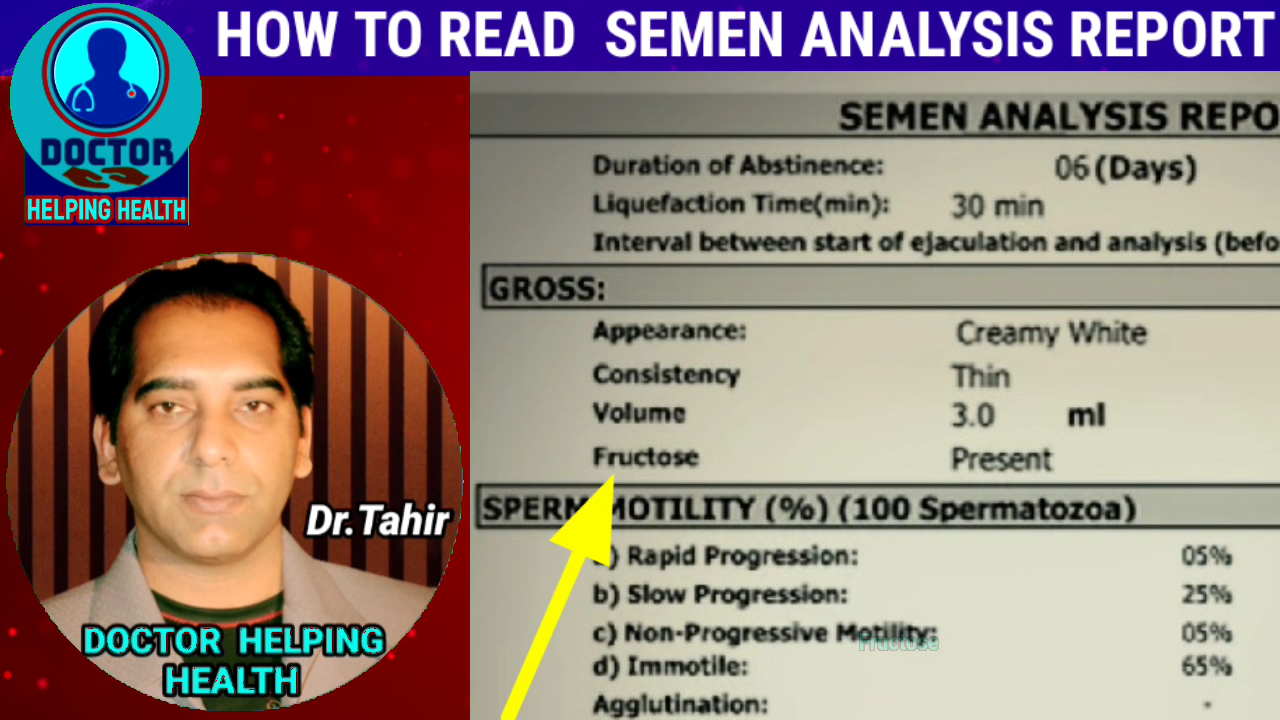 HOW TO READ SEMEN ANALYSIS REPORT
DOCTOR
HELPING HEALTH
Dr.Tahir
DOCTOR HELPING
HEALTH
SEMEN ANALYSIS REPO
Duration of Abstinence: 06 (Days)
Liquefaction Time(min): 30 min
Interval between start of ejaculation and analysis (befo
GROSS:
Appearance: Creamy White
Consistency Thin
Volume 3.0 ml
Fructose Present
SPERM MOTILITY (%) (100 Spermatozoa)
) Rapid Progression: 05%
b) Slow Progression: 25%
c) Non-Progressive Motility: 05%
Fructose
d) Immotile: 65%
Agglutination: -